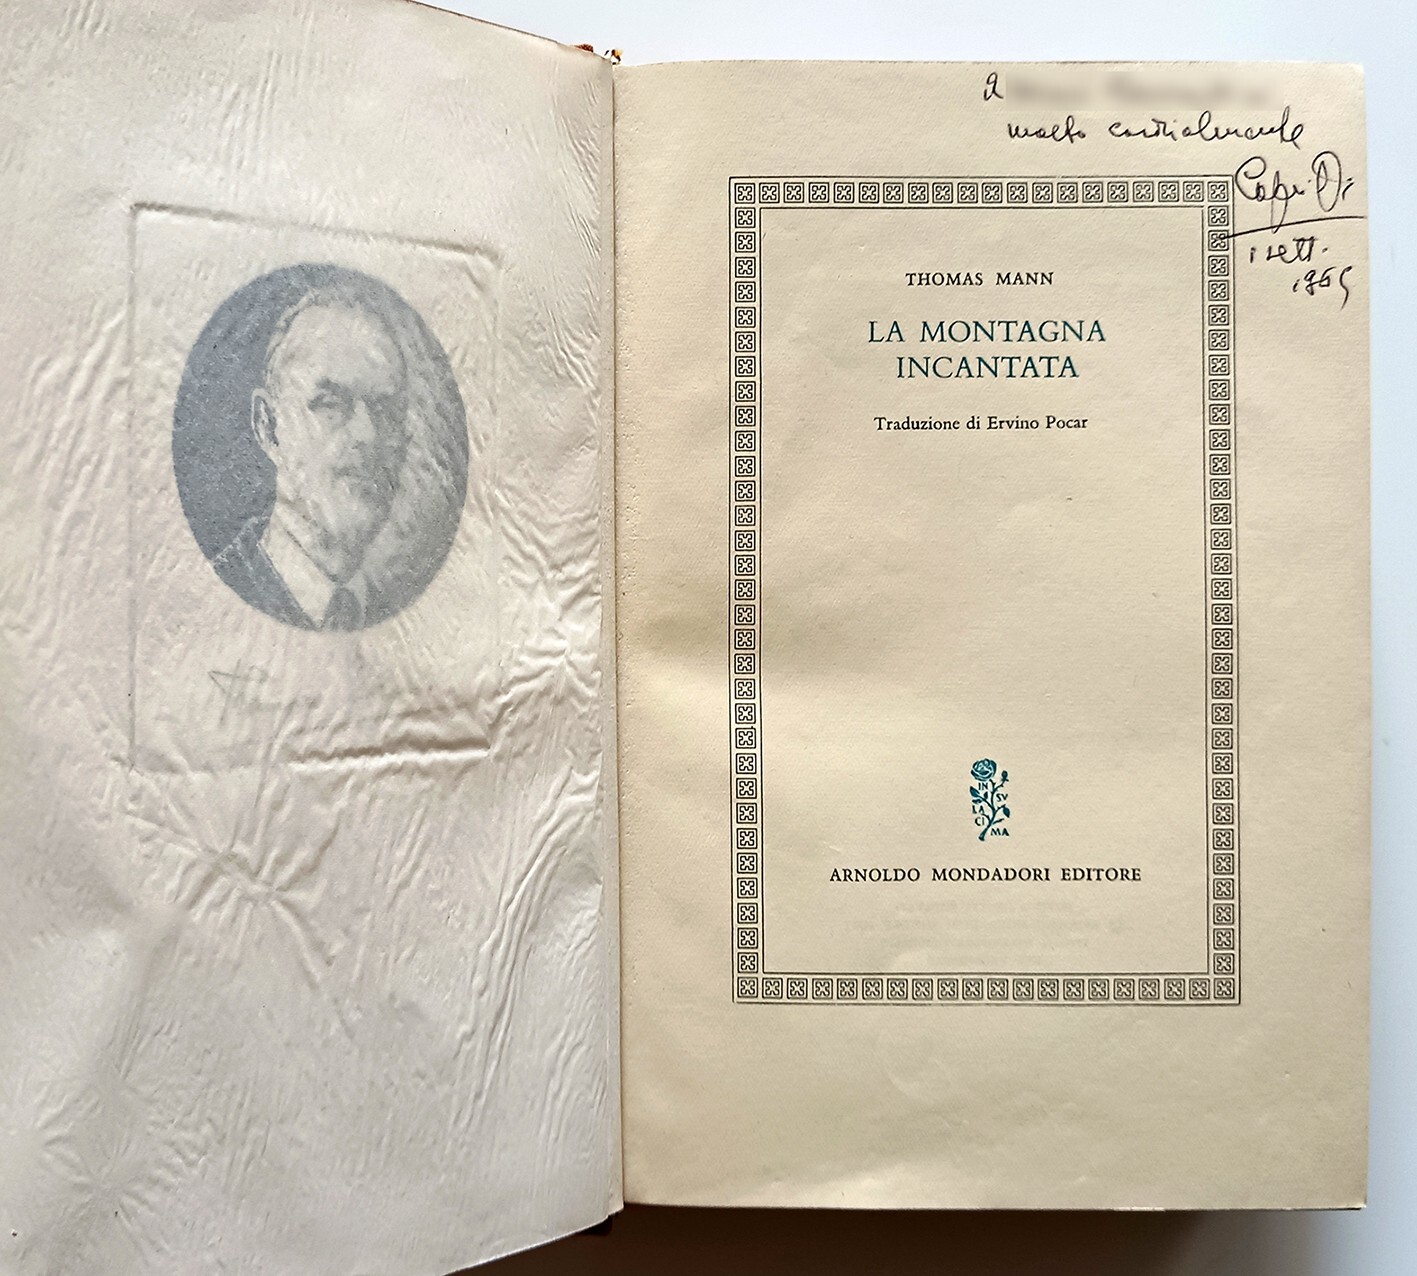 a
molto cordialmente
1 sett.
1965
THOMAS MANN
LA MONTAGNA
INCANTATA
Traduzione di Ervino Pocar
IN
SV
LA
CI
MA
ARNOLDO MONDADORI EDITORE